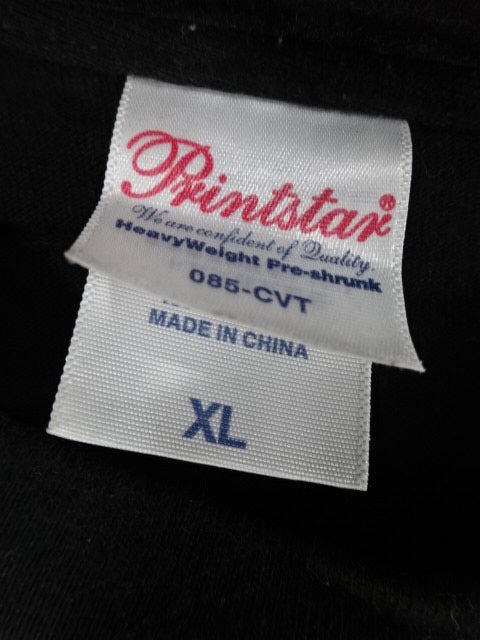 Printstar®
We are confident of Quality.
HeavyWeight Pre-shrunk
085-CVT
MADE IN CHINA
XL